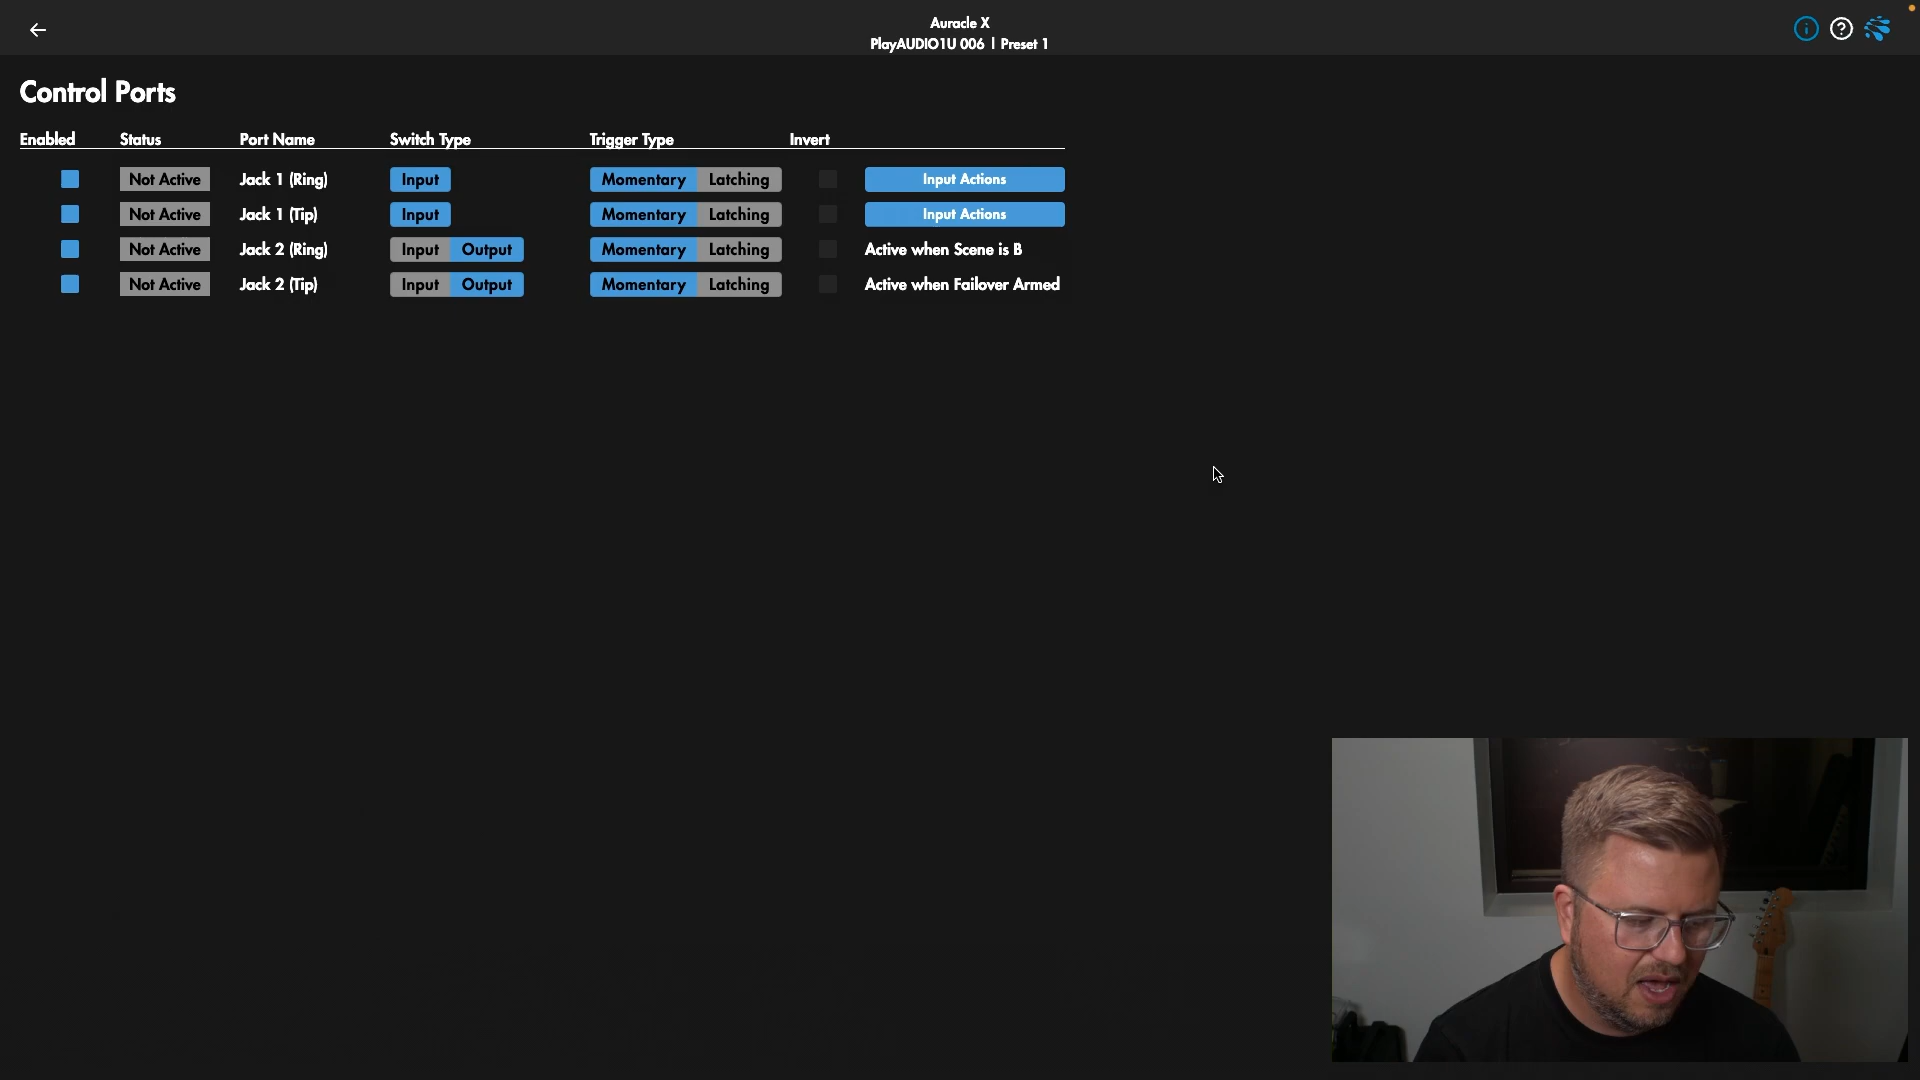 Auracle X
PlayAUDIO1U 006 | Preset 1
Control Ports
Enabled Status Port Name Switch Type Trigger Type Invert
Not Active Jack 1 (Ring) Input Momentary Latching Input Actions
Not Active Jack 1 (Tip) Input Momentary Latching Input Actions
Not Active Jack 2 (Ring) Input Output Momentary Latching Active when Scene is B
Not Active Jack 2 (Tip) Input Output Momentary Latching Active when Failover Armed